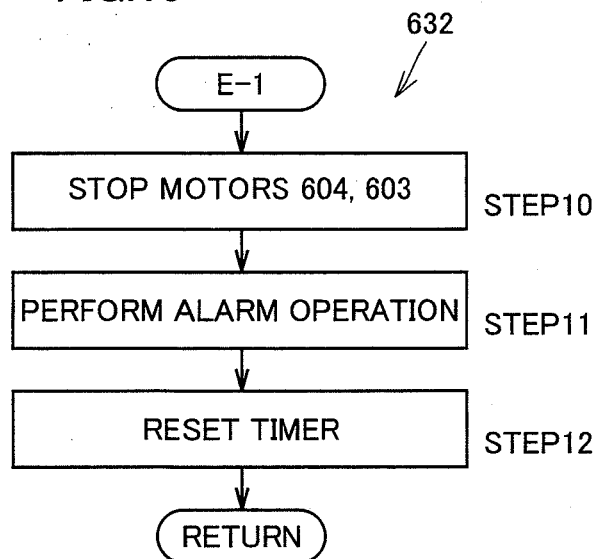 632
E-1
STOP MOTORS 604, 603
STEP10
PERFORM ALARM OPERATION
STEP11
RESET TIMER
STEP12
RETURN